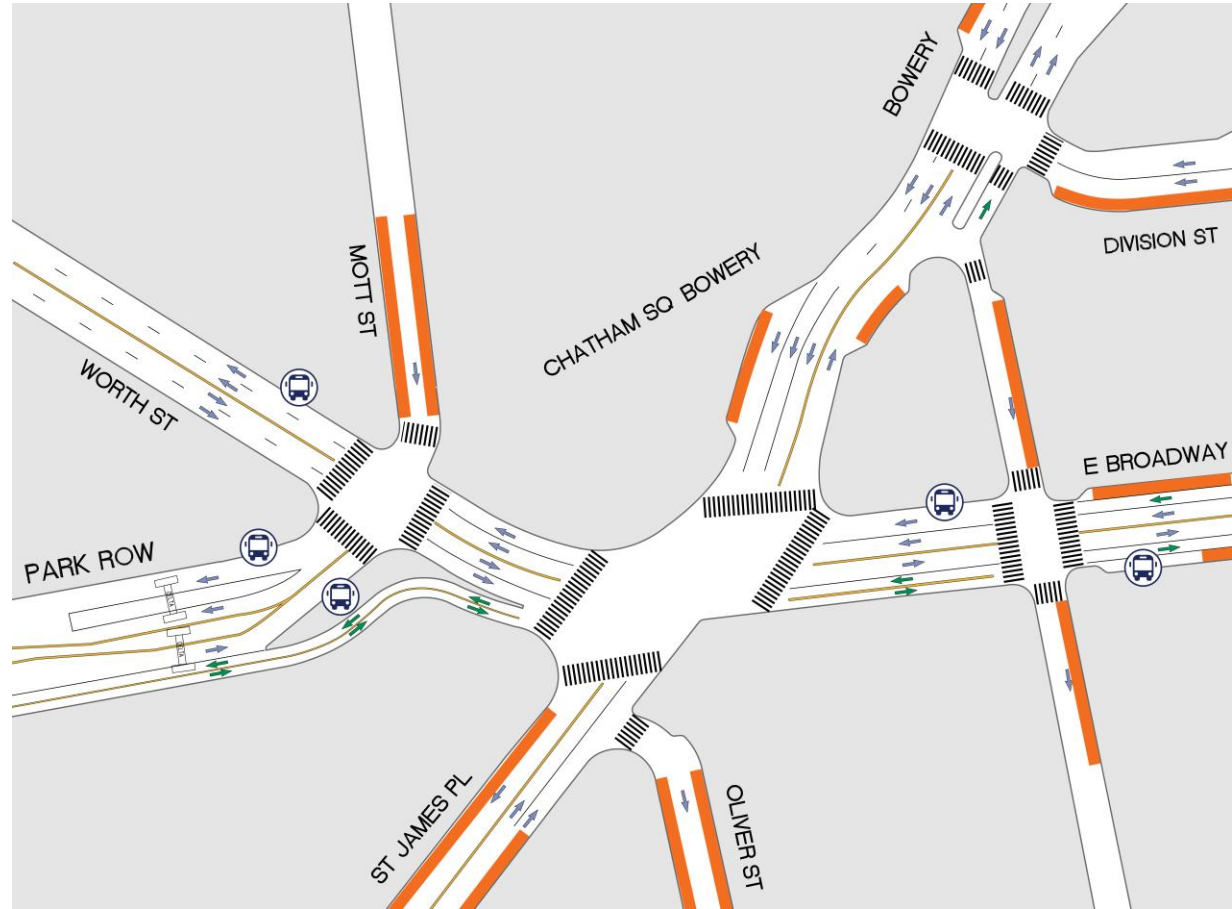 BOWERY
DIVISION ST
MOTT ST
CHATHAM SQ BOWERY
WORTH ST
E BROADWAY
PARK ROW
ST JAMES PL
OLIVER ST